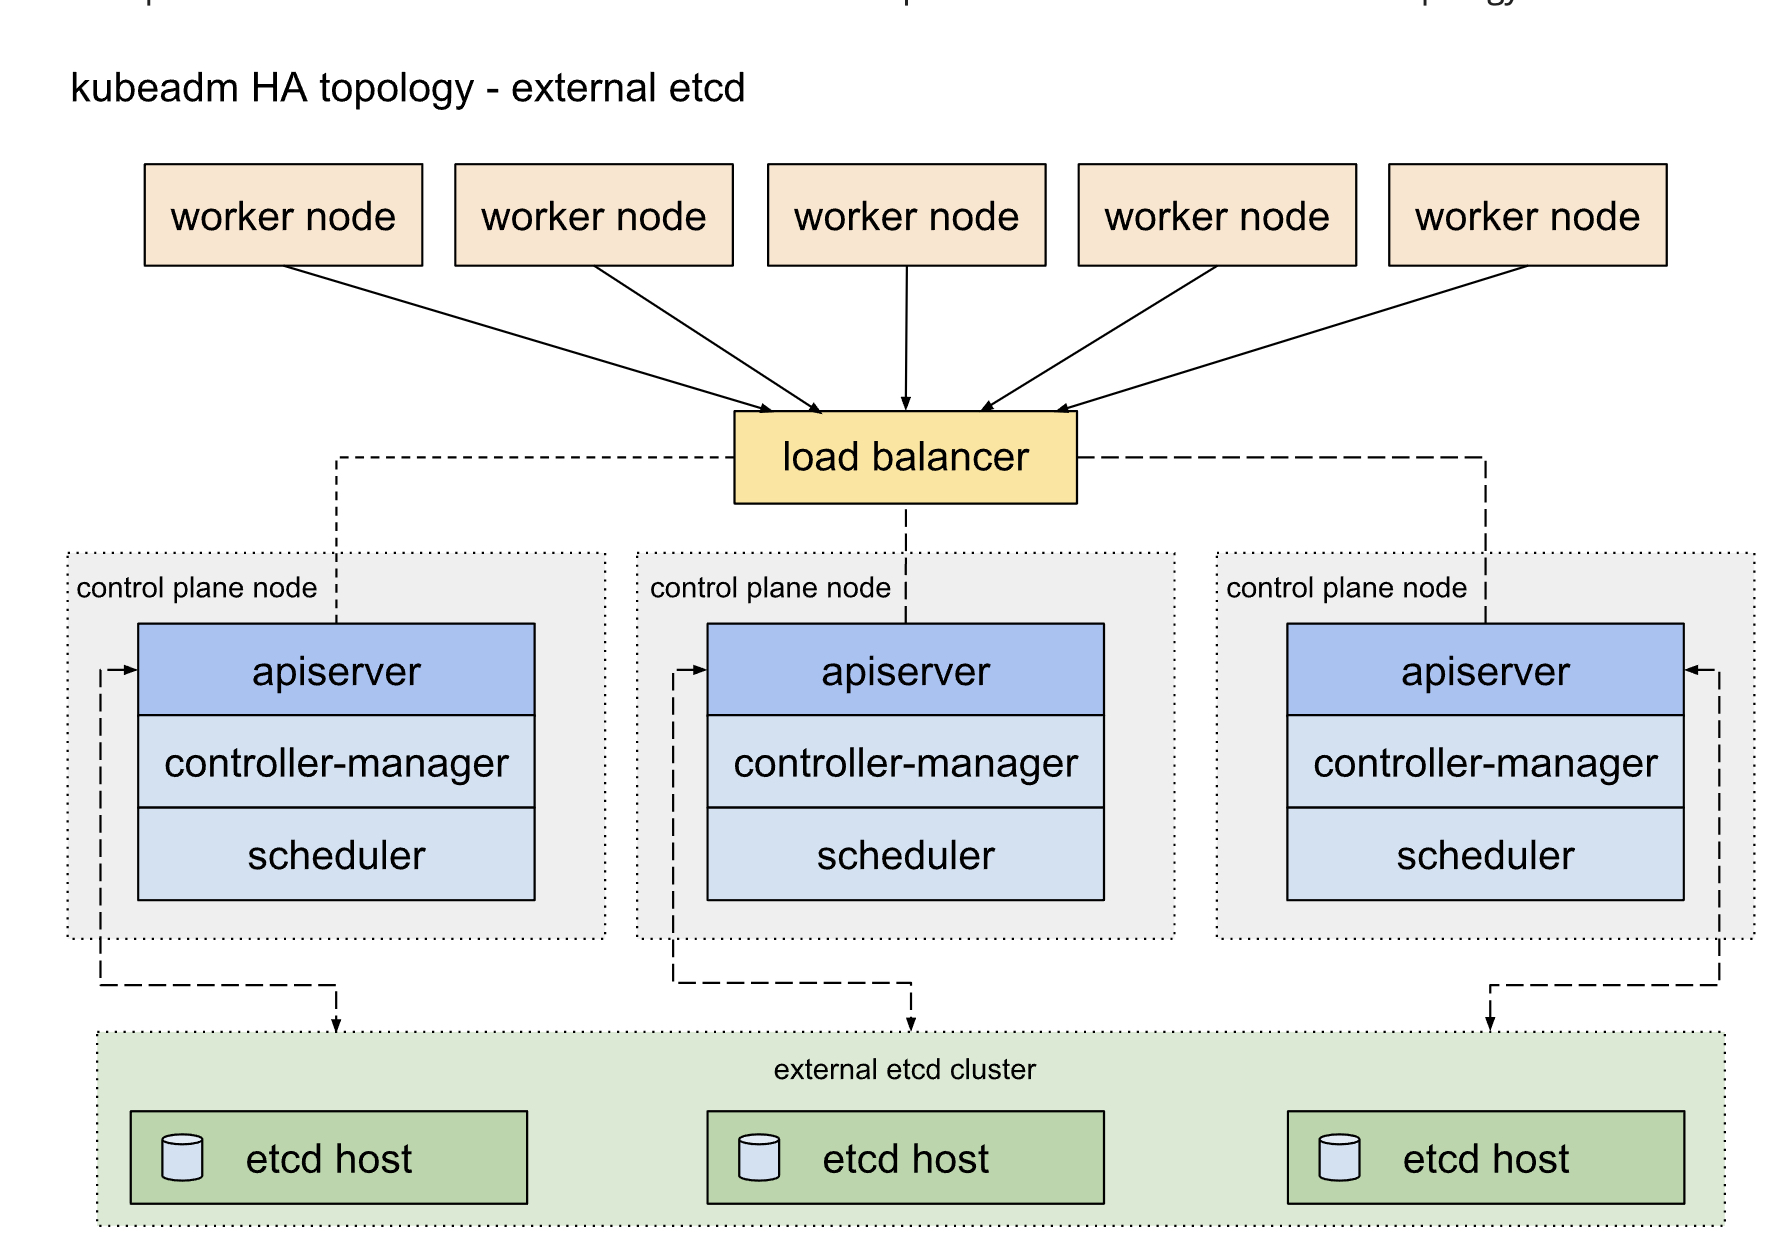 kubeadm HA topology - external etcd
worker node
worker node
worker node
worker node
worker node
load balancer
control plane node
control plane node
control plane node
apiserver
apiserver
apiserver
controller-manager
controller-manager
controller-manager
scheduler
scheduler
scheduler
external etcd cluster
etcd host
etcd host
etcd host